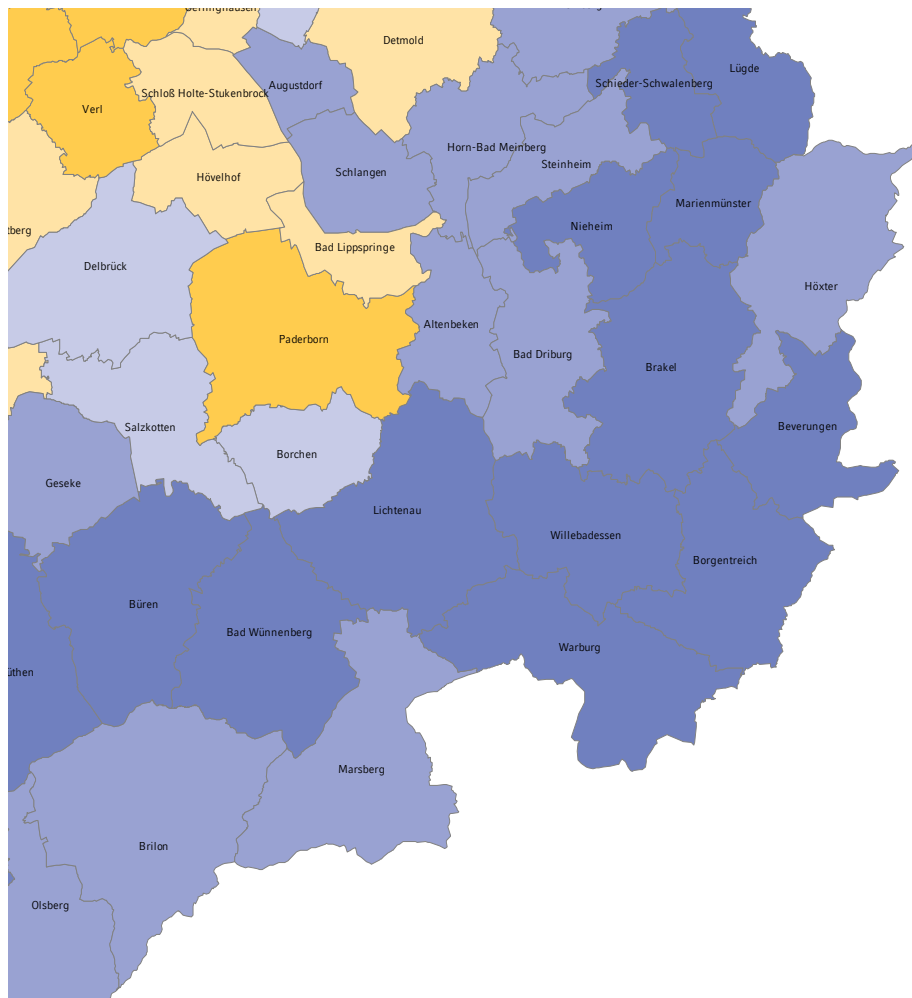 Detmold
Lügde
Augustdorf
Schieder-Schwalenberg
Schloß Holte-Stukenbrock
Verl
Horn-Bad Meinberg
Steinheim
Schlangen
Hövelhof
Marienmünster
Nieheim
Bad Lippspringe
Delbrück
Höxter
Altenbeken
Paderborn
Bad Driburg
Brakel
Salzkotten
Beverungen
Borchen
Geseke
Lichtenau
Willebadessen
Borgentreich
Büren
Bad Wünnenberg
Warburg
üthen
Marsberg
Brilon
Olsberg